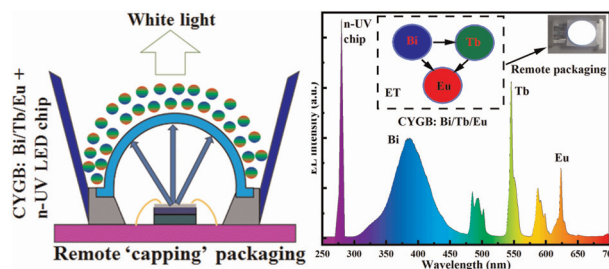 White light
CYGB: Bi/Tb/Eu +
n-UV LED chip
Remote 'capping' packaging
n-UV
chip
Bi
Tb
Eu
ET
CYGB: Bi/Tb/Eu
Remote packaging
Tb
Bi
Eu
EL intensity (a.u.)
250 300 350 400 450 500 550 600 650 700
Wavelength (nm)